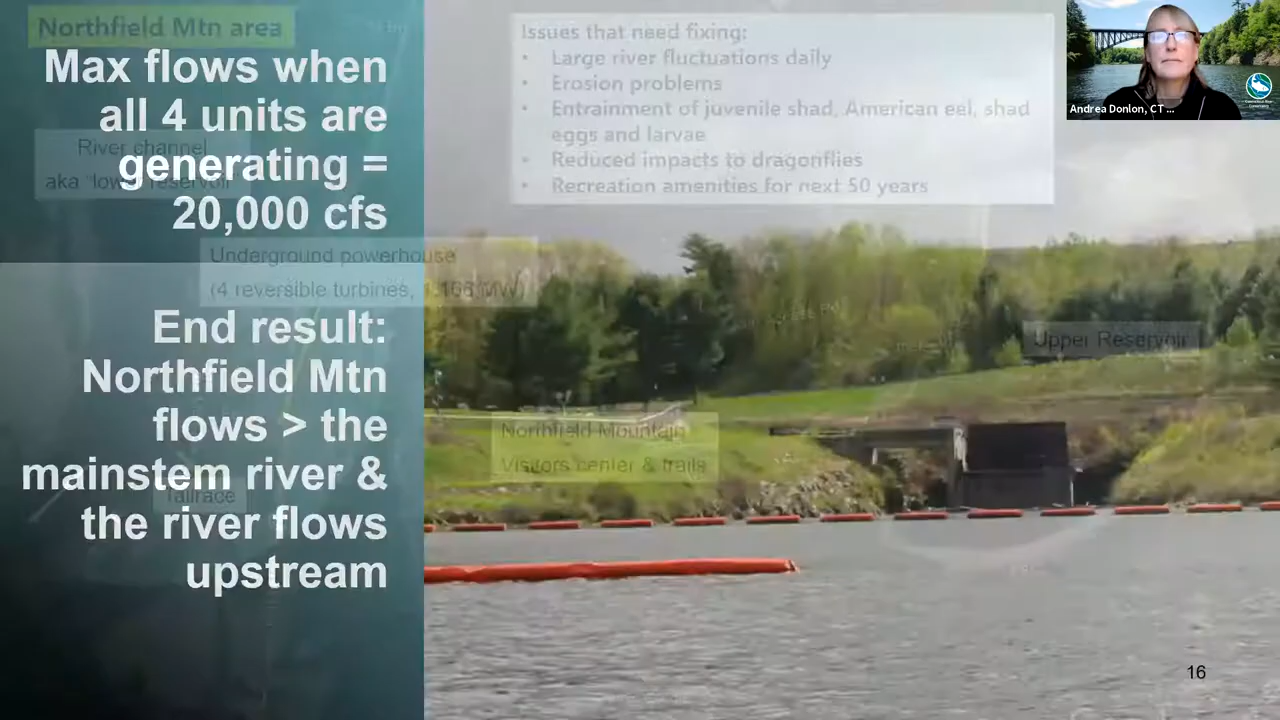 Northfield Mtn area
Max flows when
all 4 units are
generating =
20,000 cfs
River channel
aka "lower reservoir
Underground powerhouse
(4 reversible turbines, 1,166 MW)
End result:
Northfield Mtn
flows > the
mainstem river &
the river flows
upstream
Tailrace
Issues that need fixing:
• Large river fluctuations daily
• Erosion problems
• Entrainment of juvenile shad, American eel, shad
eggs and larvae
• Reduced impacts to dragonflies
• Recreation amenities for next 50 years
Upper Reservoir
Northfield Mountain
Visitors center & trails
Andrea Donlon, CT ...
16